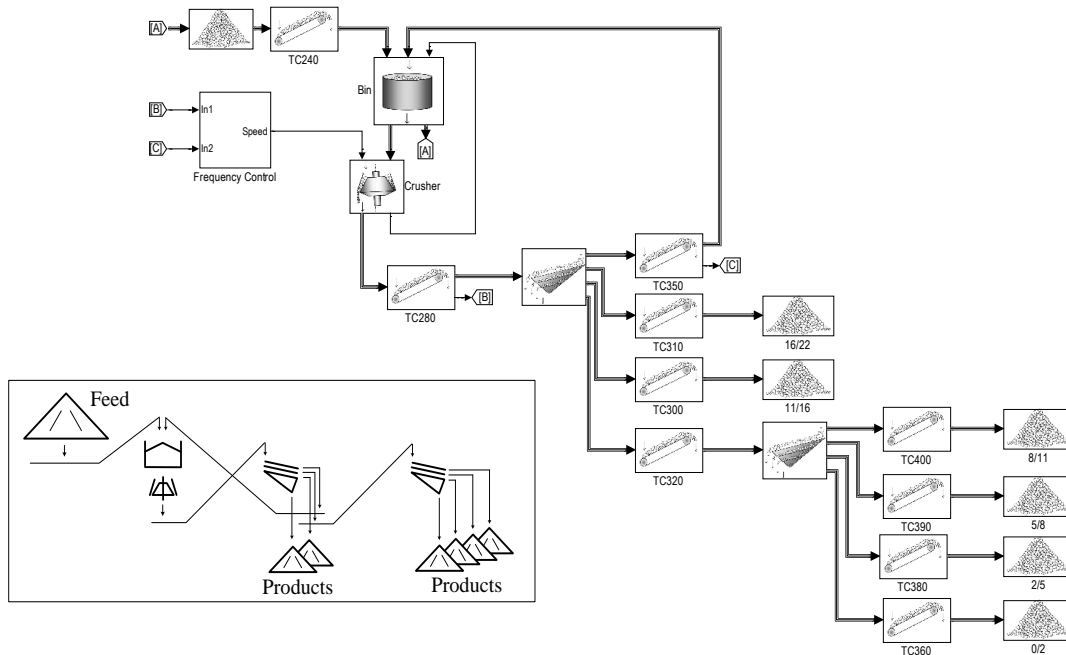 [A]
TC240
Bin
[A]
[B]
In1
Speed
[C]
In2
Frequency Control
Crusher
TC280
[B]
TC350
[C]
TC310
16/22
TC300
11/16
TC320
TC400
8/11
TC390
5/8
TC380
2/5
TC360
0/2
Feed
Products
Products